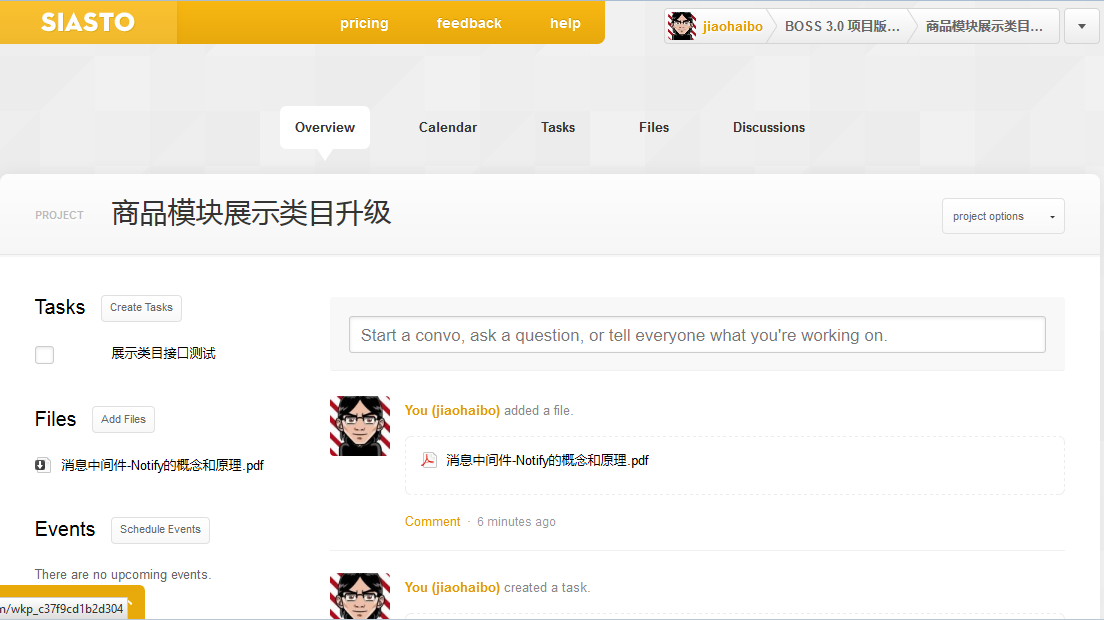 SIASTO
pricing feedback help
jiaohaibo BOSS 3.0 项目版... 商品模块展示类目...
Overview Calendar Tasks Files Discussions
PROJECT 商品模块展示类目升级
project options
Tasks Create Tasks
展示类目接口测试
Files Add Files
消息中间件-Notify的概念和原理.pdf
Events Schedule Events
There are no upcoming events.
m/wkp_c37f9cd1b2d304
Start a convo, ask a question, or tell everyone what you're working on.
You (jiaohaibo) added a file.
消息中间件-Notify的概念和原理.pdf
Comment · 6 minutes ago
You (jiaohaibo) created a task.